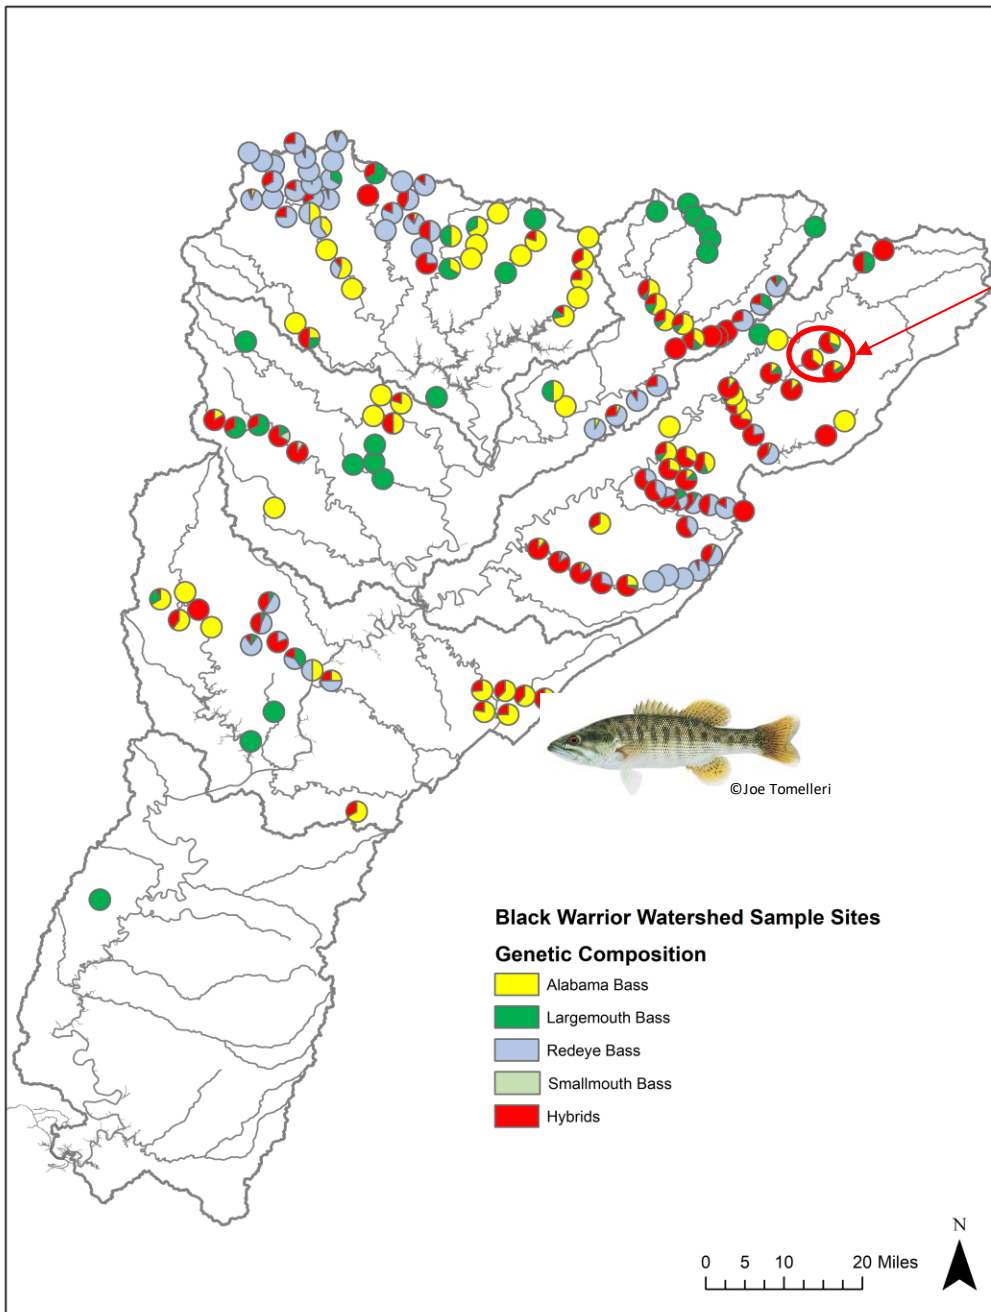 ©Joe Tomelleri
Black Warrior Watershed Sample Sites
Genetic Composition
Alabama Bass
Largemouth Bass
Redeye Bass
Smallmouth Bass
Hybrids
N
0 5 10 20 Miles